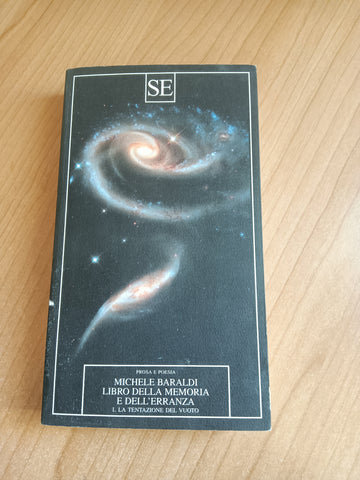 SE
PROSA E POESIA
MICHELE BARALDI
LIBRO DELLA MEMORIA
E DELL'ERRANZA
I. LA TENTAZIONE DEL VUOTO